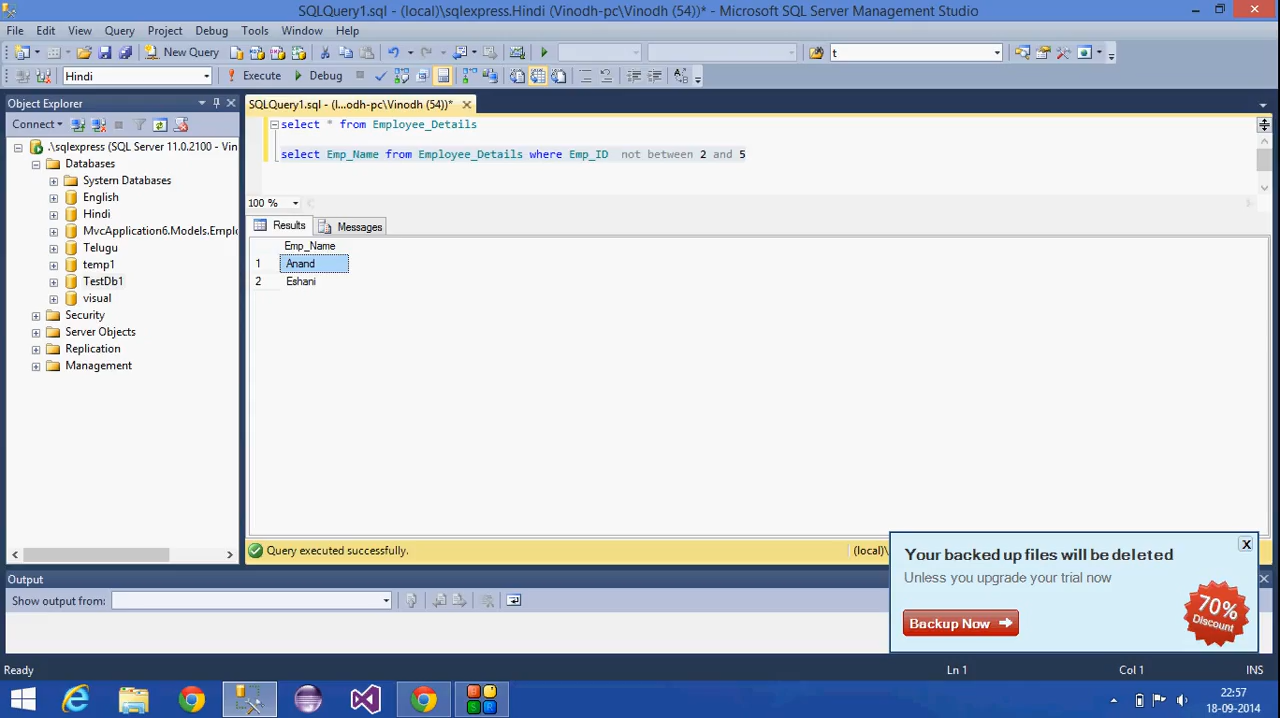 SQLQuery1.sql - (local)\sqlexpress.Hindi (Vinodh-pc\Vinodh (54))* - Microsoft SQL Server Management Studio
File Edit View Query Project Debug Tools Window Help
New Query t
Hindi Execute Debug
Object Explorer
SQLQuery1.sql - (l...odh-pc\Vinodh (54))*
Connect
.\sqlexpress (SQL Server 11.0.2100 - Vin
Databases
System Databases
English
Hindi
MvcApplication6.Models.Emplo
Telugu
temp1
TestDb1
visual
Security
Server Objects
Replication
Management
select * from Employee_Details
select Emp_Name from Employee_Details where Emp_ID not between 2 and 5
100 %
Results Messages
Emp_Name
1 Anand
2 Eshani
Query executed successfully.
(local)\
Your backed up files will be deleted
Unless you upgrade your trial now
Backup Now
70%
Discount
X
Output
Show output from:
Ready Ln 1 Col 1 INS
22:57
18-09-2014